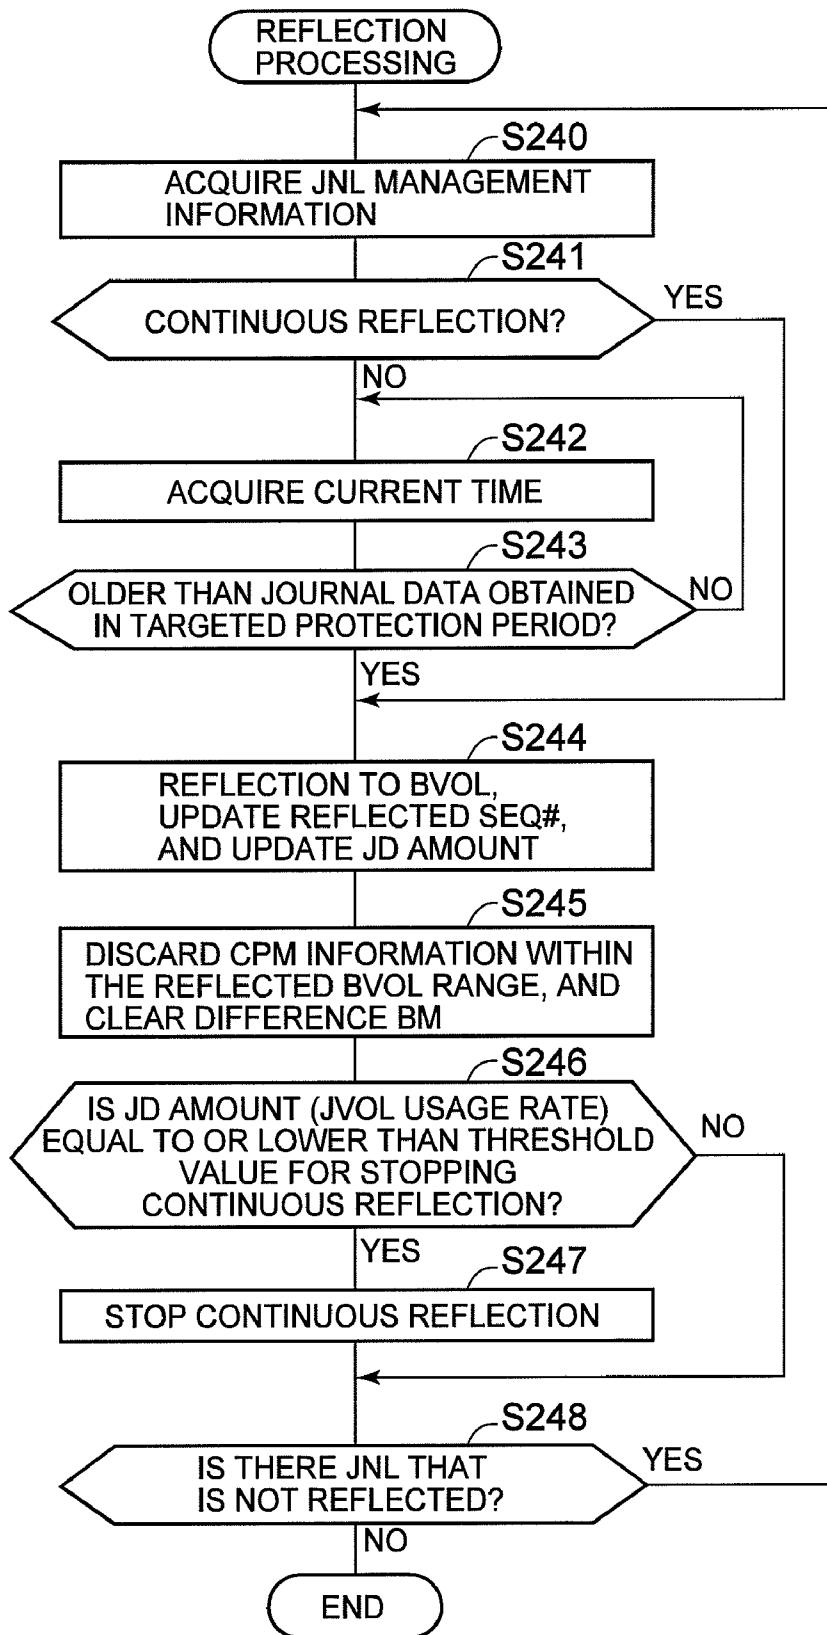 REFLECTION
PROCESSING
S240
ACQUIRE JNL MANAGEMENT
INFORMATION
S241
CONTINUOUS REFLECTION?
YES
NO
S242
ACQUIRE CURRENT TIME
S243
OLDER THAN JOURNAL DATA OBTAINED
IN TARGETED PROTECTION PERIOD?
NO
YES
S244
REFLECTION TO BVOL,
UPDATE REFLECTED SEQ#,
AND UPDATE JD AMOUNT
S245
DISCARD CPM INFORMATION WITHIN
THE REFLECTED BVOL RANGE, AND
CLEAR DIFFERENCE BM
S246
IS JD AMOUNT (JVOL USAGE RATE)
EQUAL TO OR LOWER THAN THRESHOLD
VALUE FOR STOPPING
CONTINUOUS REFLECTION?
NO
YES
S247
STOP CONTINUOUS REFLECTION
S248
IS THERE JNL THAT
IS NOT REFLECTED?
YES
NO
END